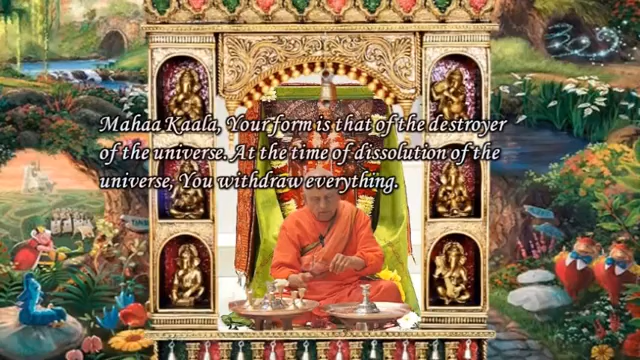 Mahaa Kaala, Your form is that of the destroyer
of the universe. At the time of dissolution of the
universe, You withdraw everything.